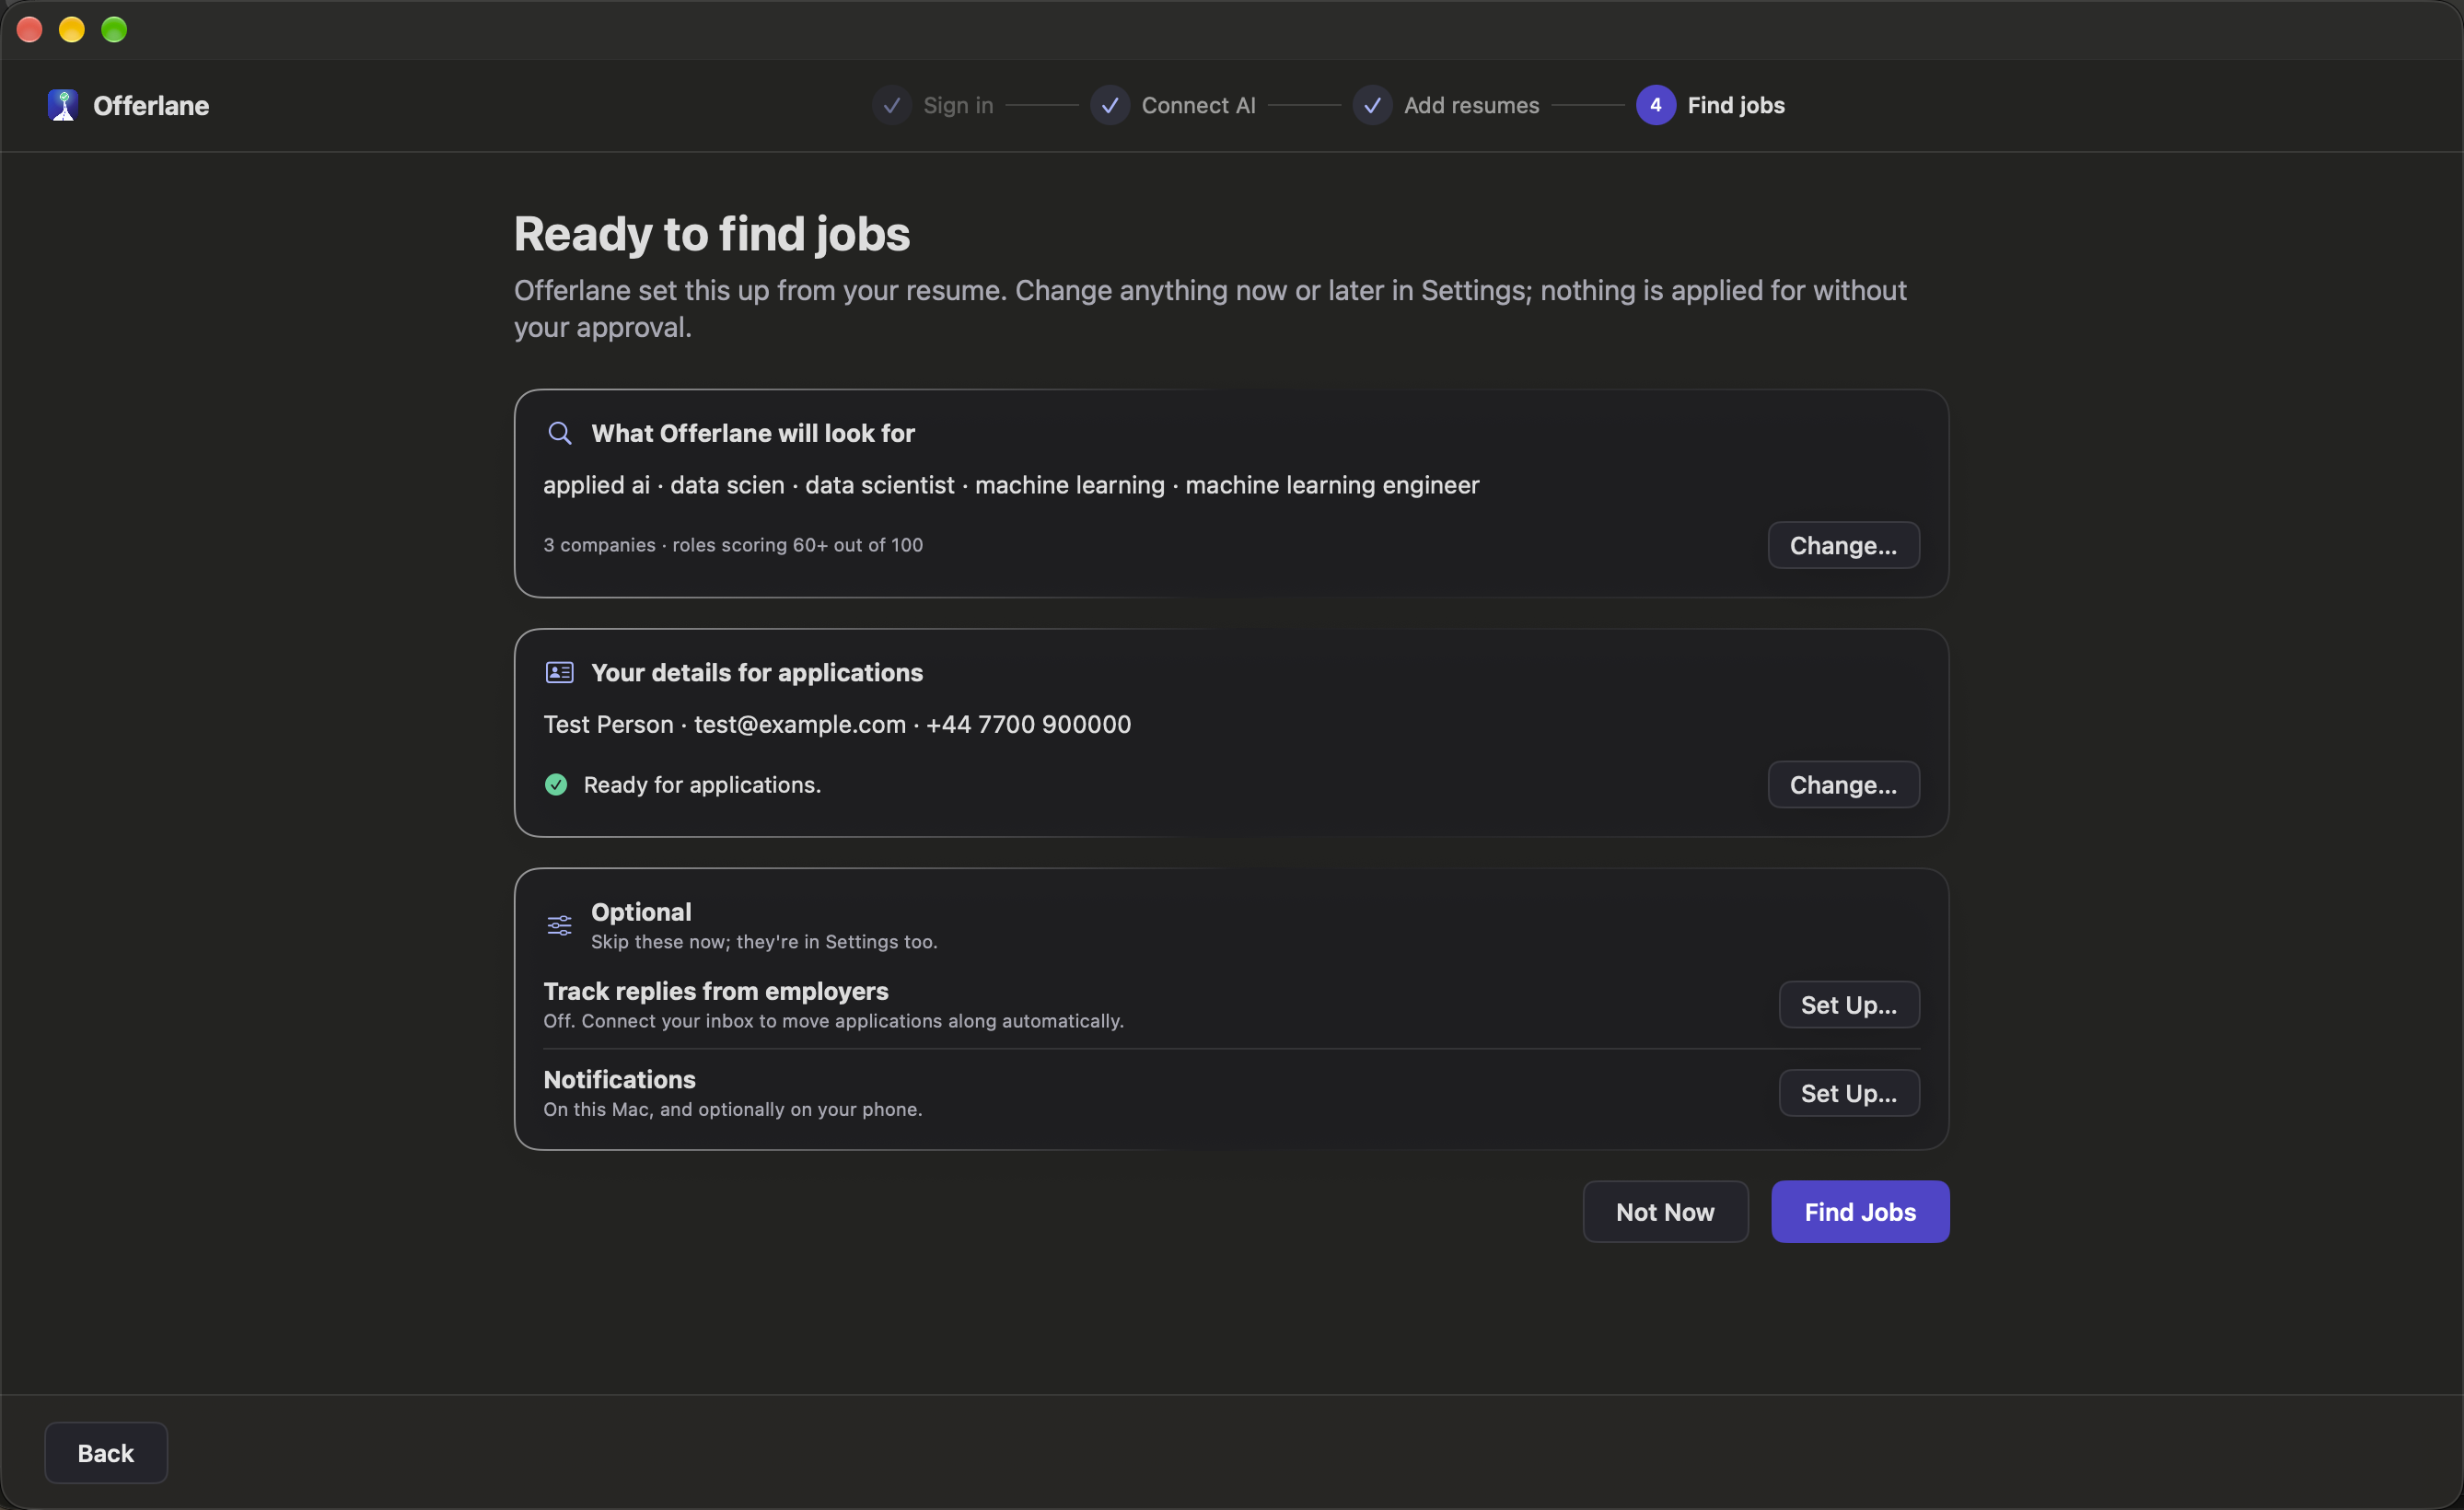 Offerlane
Sign in
Connect AI
Add resumes
4 Find jobs
Ready to find jobs
Offerlane set this up from your resume. Change anything now or later in Settings; nothing is applied for without
your approval.
What Offerlane will look for
applied ai · data scien · data scientist · machine learning · machine learning engineer
3 companies · roles scoring 60+ out of 100
Change...
Your details for applications
Test Person · test@example.com · +44 7700 900000
Ready for applications.
Change...
Optional
Skip these now; they're in Settings too.
Track replies from employers
Off. Connect your inbox to move applications along automatically.
Set Up...
Notifications
On this Mac, and optionally on your phone.
Set Up...
Not Now
Find Jobs
Back